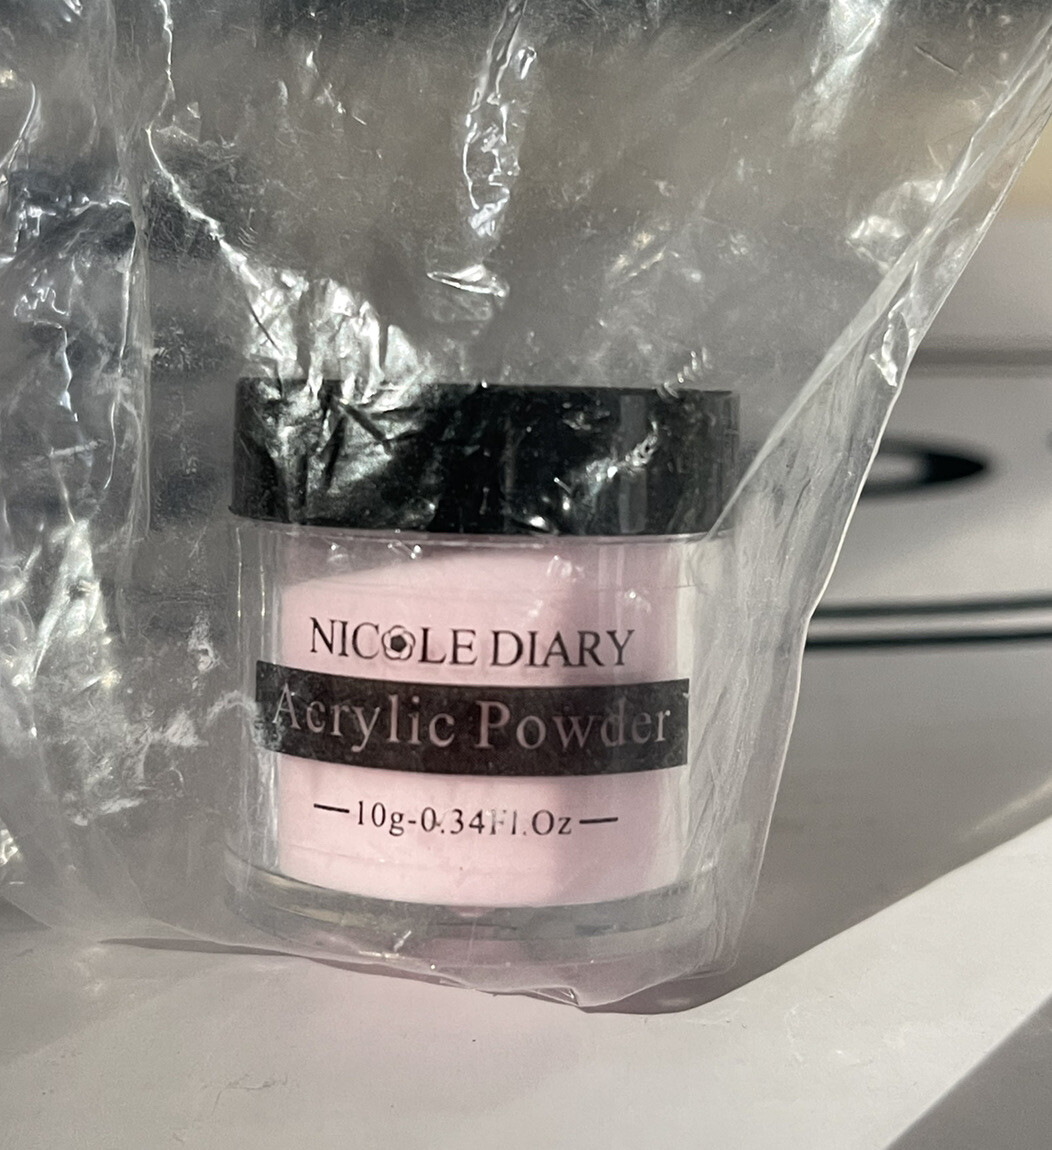 NICOLE DIARY
Acrylic Powder
—10g-0.34Fl.Oz—